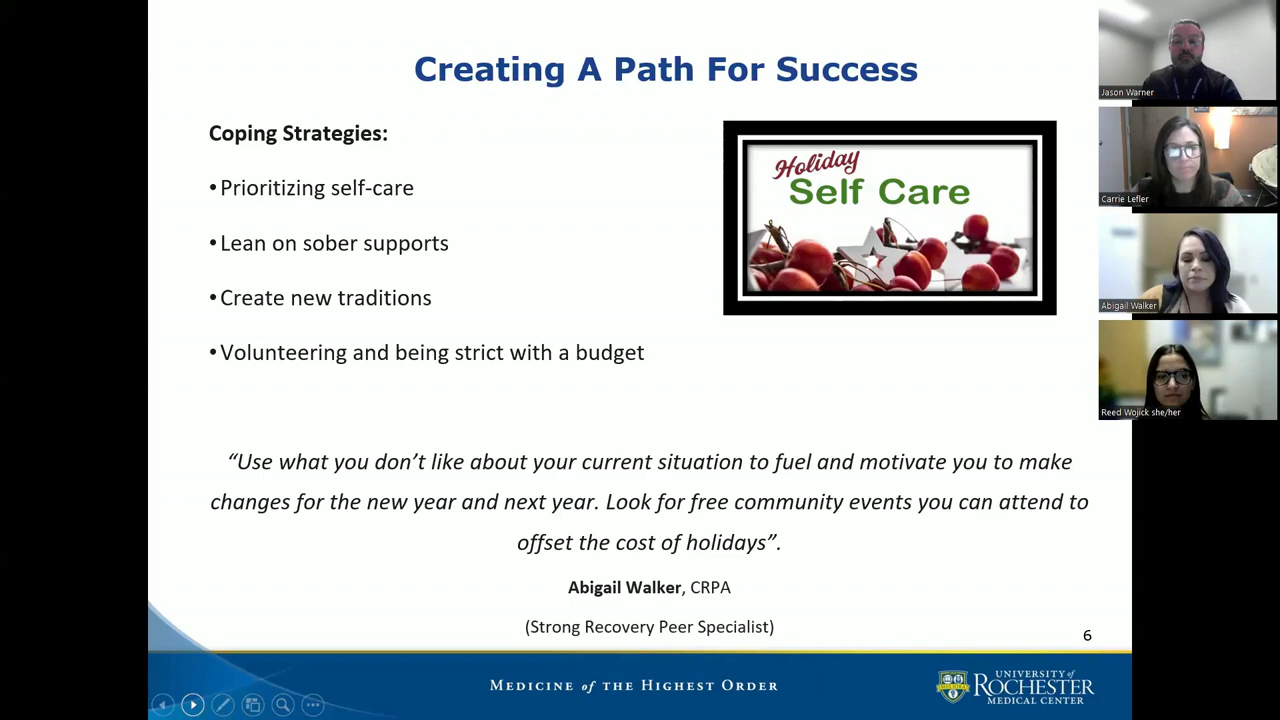 Creating A Path For Success
Coping Strategies:
•Prioritizing self-care
•Lean on sober supports
•Create new traditions
•Volunteering and being strict with a budget
Holiday
Self Care
“Use what you don’t like about your current situation to fuel and motivate you to make
changes for the new year and next year. Look for free community events you can attend to
offset the cost of holidays”.
Abigail Walker, CRPA
(Strong Recovery Peer Specialist)
6
MEDICINE of THE HIGHEST ORDER
UNIVERSITY of
ROCHESTER
MEDICAL CENTER
Jason Warner
Carrie Lefler
Abigail Walker
Reed Wojick she/her